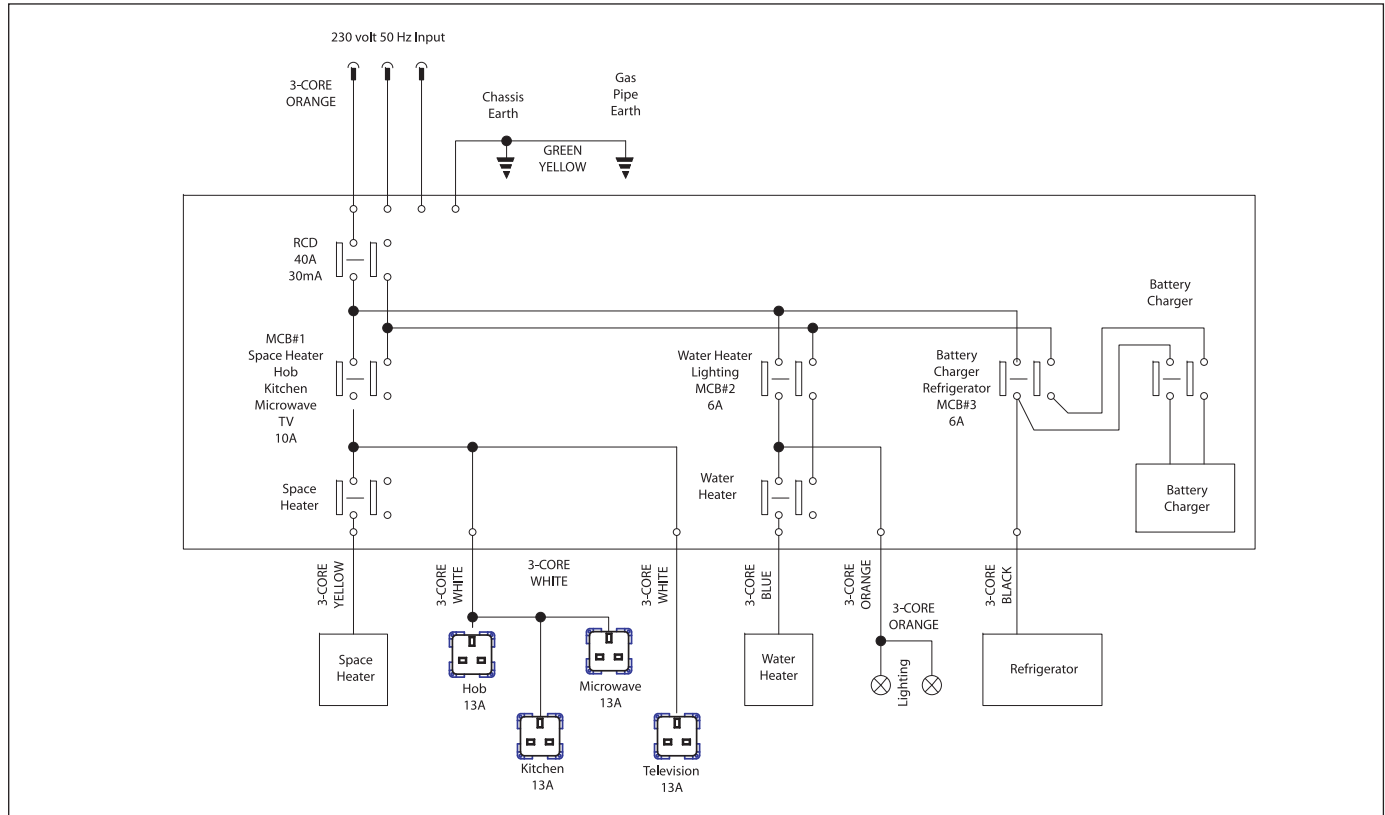 230 volt 50 Hz Input
3-CORE
ORANGE
Chassis
Earth
Gas
Pipe
Earth
GREEN
YELLOW
RCD
40A
30mA
Battery
Charger
MCB#1
Space Heater
Hob
Kitchen
Microwave
TV
10A
Water Heater
Lighting
MCB#2
6A
Battery
Charger
Refrigerator
MCB#3
6A
Space
Heater
Water
Heater
Battery
Charger
3-CORE
YELLOW
3-CORE
WHITE
3-CORE
WHITE
3-CORE
WHITE
3-CORE
BLUE
3-CORE
ORANGE
3-CORE
BLACK
3-CORE
ORANGE
Space
Heater
Hob
13A
Microwave
13A
Kitchen
13A
Television
13A
Water
Heater
Lighting
Refrigerator